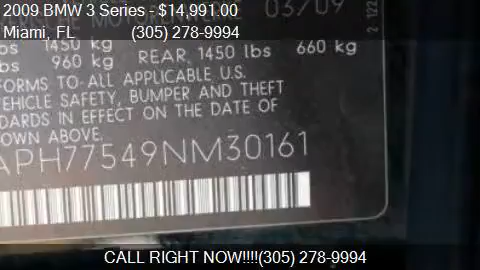 2009 BMW 3 Series - $14,991.00
Miami, FL (305) 278-9994
03/09
1450 kg
REAR, 1450 lbs 660 kg
lbs 960 kg
FORMS TO ALL APPLICABLE U.S.
VEHICLE SAFETY, BUMPER AND THEFT
DARDS IN EFFECT ON THE DATE OF
OWN ABOVE.
APH77549NM30161
CALL RIGHT NOW!!!!(305) 278-9994